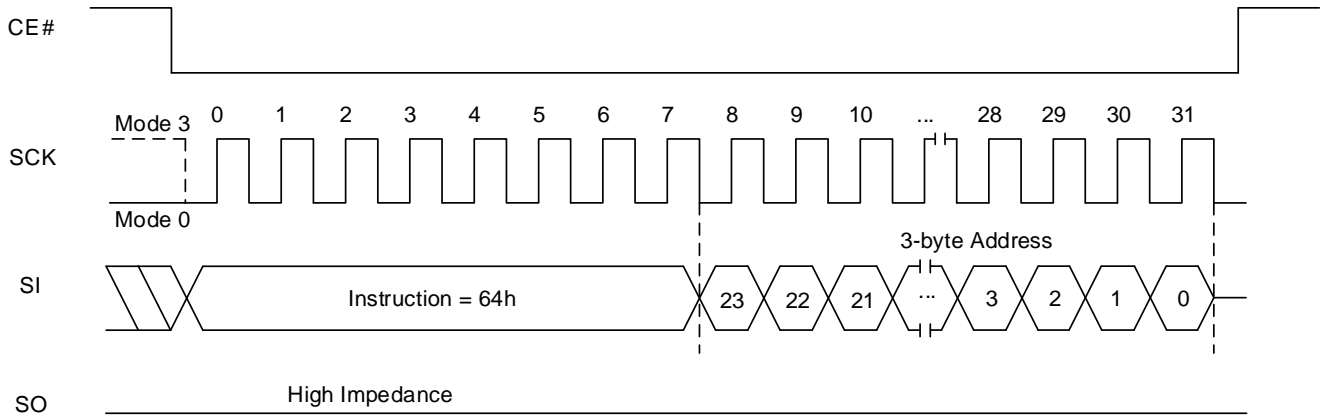 CE#
0 1 2 3 4 5 6 7 8 9 10 ... 28 29 30 31
Mode 3
SCK
Mode 0
3-byte Address
SI
Instruction = 64h 23 22 21 ... 3 2 1 0
High Impedance
SO